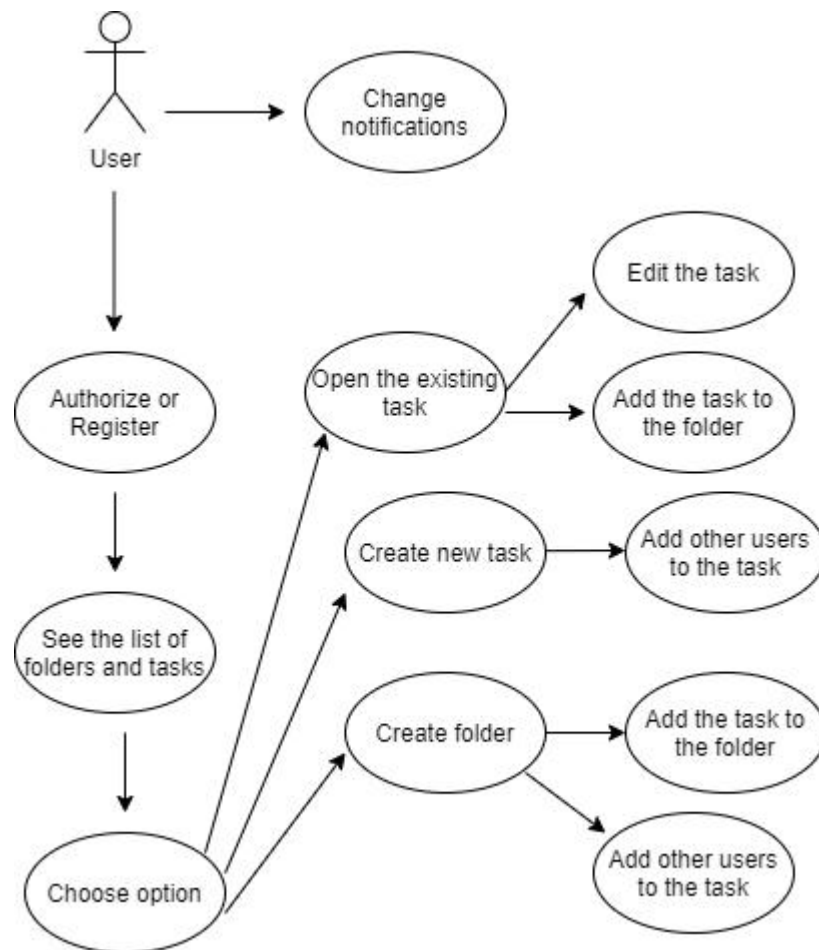 Change
notifications
User
Edit the task
Open the existing
task
Authorize or
Register
Add the task to
the folder
Create new task
Add other users
to the task
See the list of
folders and tasks
Create folder
Add the task to
the folder
Choose option
Add other users
to the task